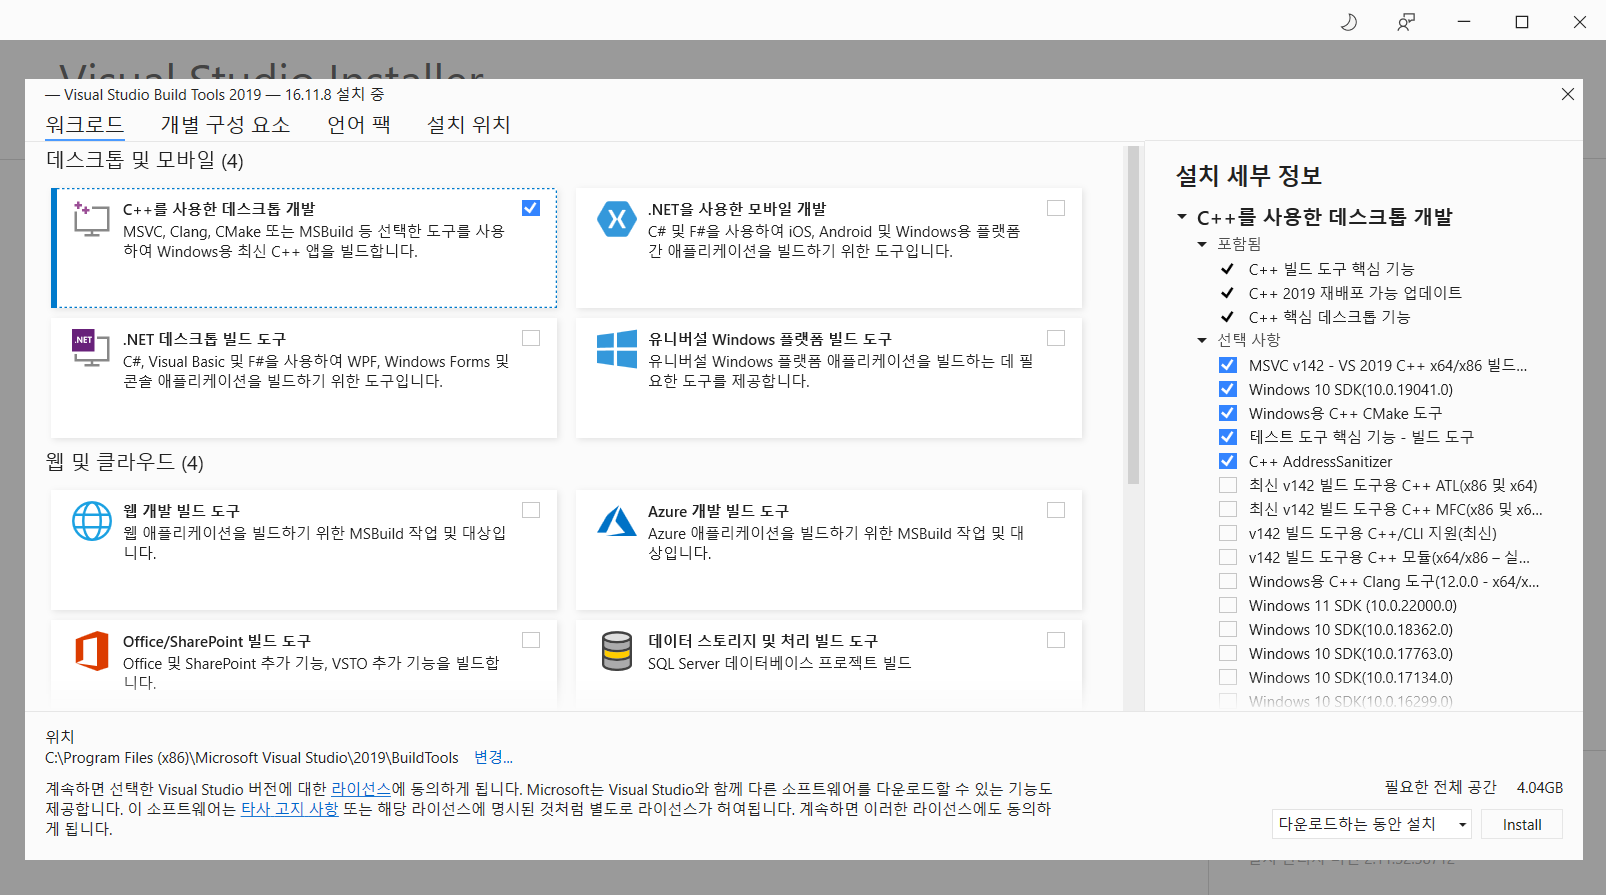 Visual Studio Installer
— Visual Studio Build Tools 2019 — 16.11.8 설치 중
워크로드 개별 구성 요소 언어 팩 설치 위치
데스크톱 및 모바일 (4)
C++를 사용한 데스크톱 개발
MSVC, Clang, CMake 또는 MSBuild 등 선택한 도구를 사용
하여 Windows용 최신 C++ 앱을 빌드합니다.
.NET을 사용한 모바일 개발
C# 및 F#을 사용하여 iOS, Android 및 Windows용 플랫폼
간 애플리케이션을 빌드하기 위한 도구입니다.
.NET
.NET 데스크톱 빌드 도구
C#, Visual Basic 및 F#을 사용하여 WPF, Windows Forms 및
콘솔 애플리케이션을 빌드하기 위한 도구입니다.
유니버설 Windows 플랫폼 빌드 도구
유니버설 Windows 플랫폼 애플리케이션을 빌드하는 데 필
요한 도구를 제공합니다.
웹 및 클라우드 (4)
웹 개발 빌드 도구
웹 애플리케이션을 빌드하기 위한 MSBuild 작업 및 대상입
니다.
Azure 개발 빌드 도구
Azure 애플리케이션을 빌드하기 위한 MSBuild 작업 및 대
상입니다.
Office/SharePoint 빌드 도구
Office 및 SharePoint 추가 기능, VSTO 추가 기능을 빌드합
니다.
데이터 스토리지 및 처리 빌드 도구
SQL Server 데이터베이스 프로젝트 빌드
설치 세부 정보
C++를 사용한 데스크톱 개발
포함됨
C++ 빌드 도구 핵심 기능
C++ 2019 재배포 가능 업데이트
C++ 핵심 데스크톱 기능
선택 사항
MSVC v142 - VS 2019 C++ x64/x86 빌드...
Windows 10 SDK(10.0.19041.0)
Windows용 C++ CMake 도구
테스트 도구 핵심 기능 - 빌드 도구
C++ AddressSanitizer
최신 v142 빌드 도구용 C++ ATL(x86 및 x64)
최신 v142 빌드 도구용 C++ MFC(x86 및 x6...
v142 빌드 도구용 C++/CLI 지원(최신)
v142 빌드 도구용 C++ 모듈(x64/x86 – 실...
Windows용 C++ Clang 도구(12.0.0 - x64/x...
Windows 11 SDK (10.0.22000.0)
Windows 10 SDK(10.0.18362.0)
Windows 10 SDK(10.0.17763.0)
Windows 10 SDK(10.0.17134.0)
Windows 10 SDK(10.0.16299.0)
위치
C:\Program Files (x86)\Microsoft Visual Studio\2019\BuildTools 변경...
계속하면 선택한 Visual Studio 버전에 대한 라이선스에 동의하게 됩니다. Microsoft는 Visual Studio와 함께 다른 소프트웨어를 다운로드할 수 있는 기능도
제공합니다. 이 소프트웨어는 타사 고지 사항 또는 해당 라이선스에 명시된 것처럼 별도로 라이선스가 허여됩니다. 계속하면 이러한 라이선스에도 동의하
게 됩니다.
필요한 전체 공간 4.04GB
다운로드하는 동안 설치 Install